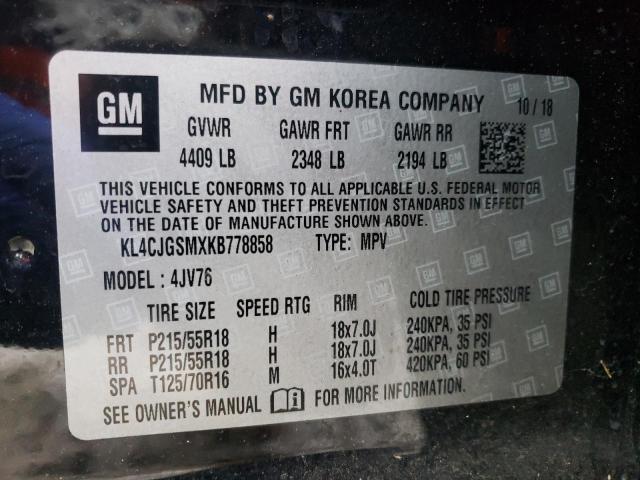 GM MFD BY GM KOREA COMPANY 10/18
GVWR GAWR FRT GAWR RR
4409 LB 2348 LB 2194 LB
THIS VEHICLE CONFORMS TO ALL APPLICABLE U.S. FEDERAL MOTOR
VEHICLE SAFETY AND THEFT PREVENTION STANDARDS IN EFFECT
ON THE DATE OF MANUFACTURE SHOWN ABOVE.
KL4CJGSMXKB778858 TYPE: MPV
MODEL: 4JV76
TIRE SIZE SPEED RTG RIM COLD TIRE PRESSURE
FRT P215/55R18 H 18x7.0J 240KPA, 35 PSI
RR P215/55R18 H 18x7.0J 240KPA, 35 PSI
SPA T125/70R16 M 16x4.0T 420KPA, 60 PSI
SEE OWNER'S MANUAL FOR MORE INFORMATION.